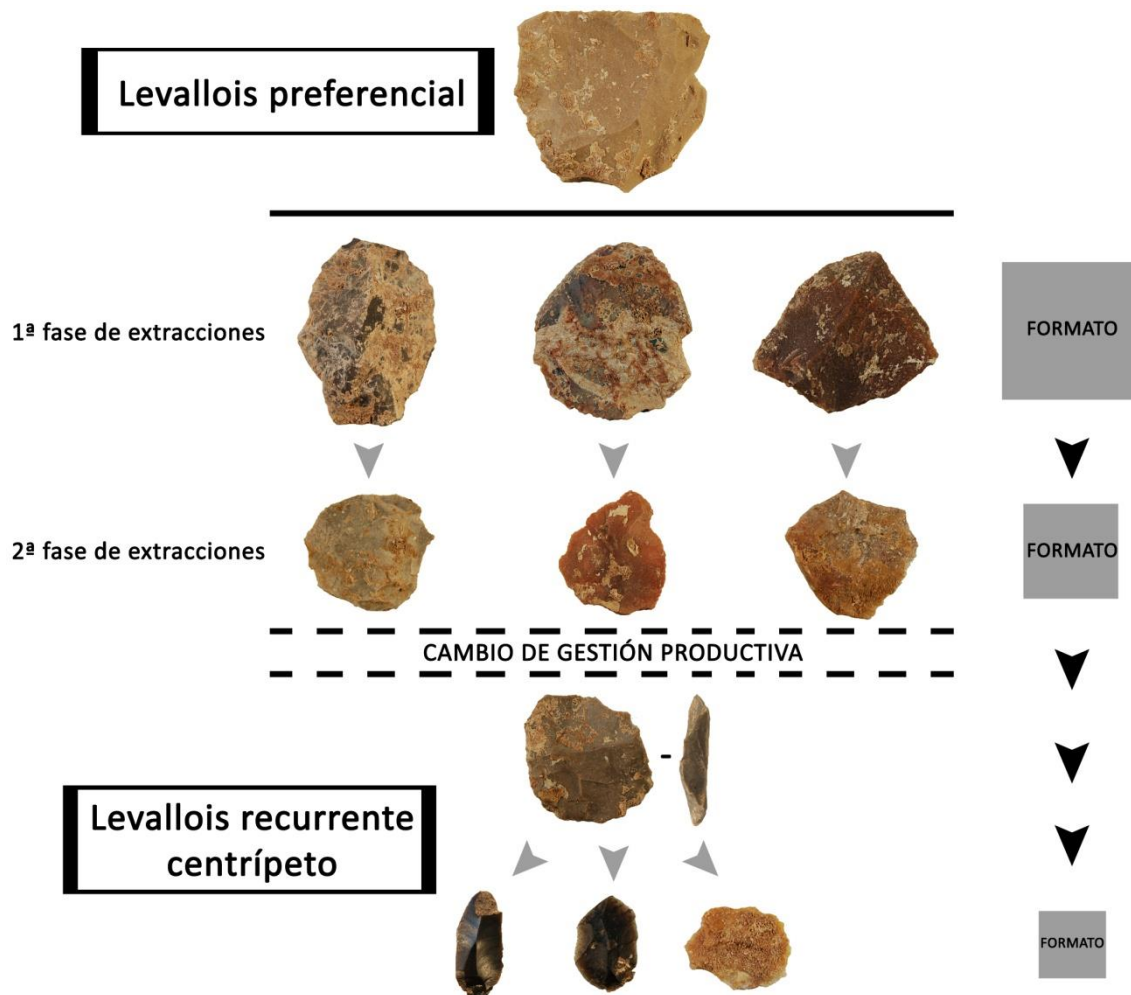 Levallois preferencial
1ª fase de extracciones
FORMATO
2ª fase de extracciones
FORMATO
CAMBIO DE GESTIÓN PRODUCTIVA
-
Levallois recurrente
centrípeto
FORMATO